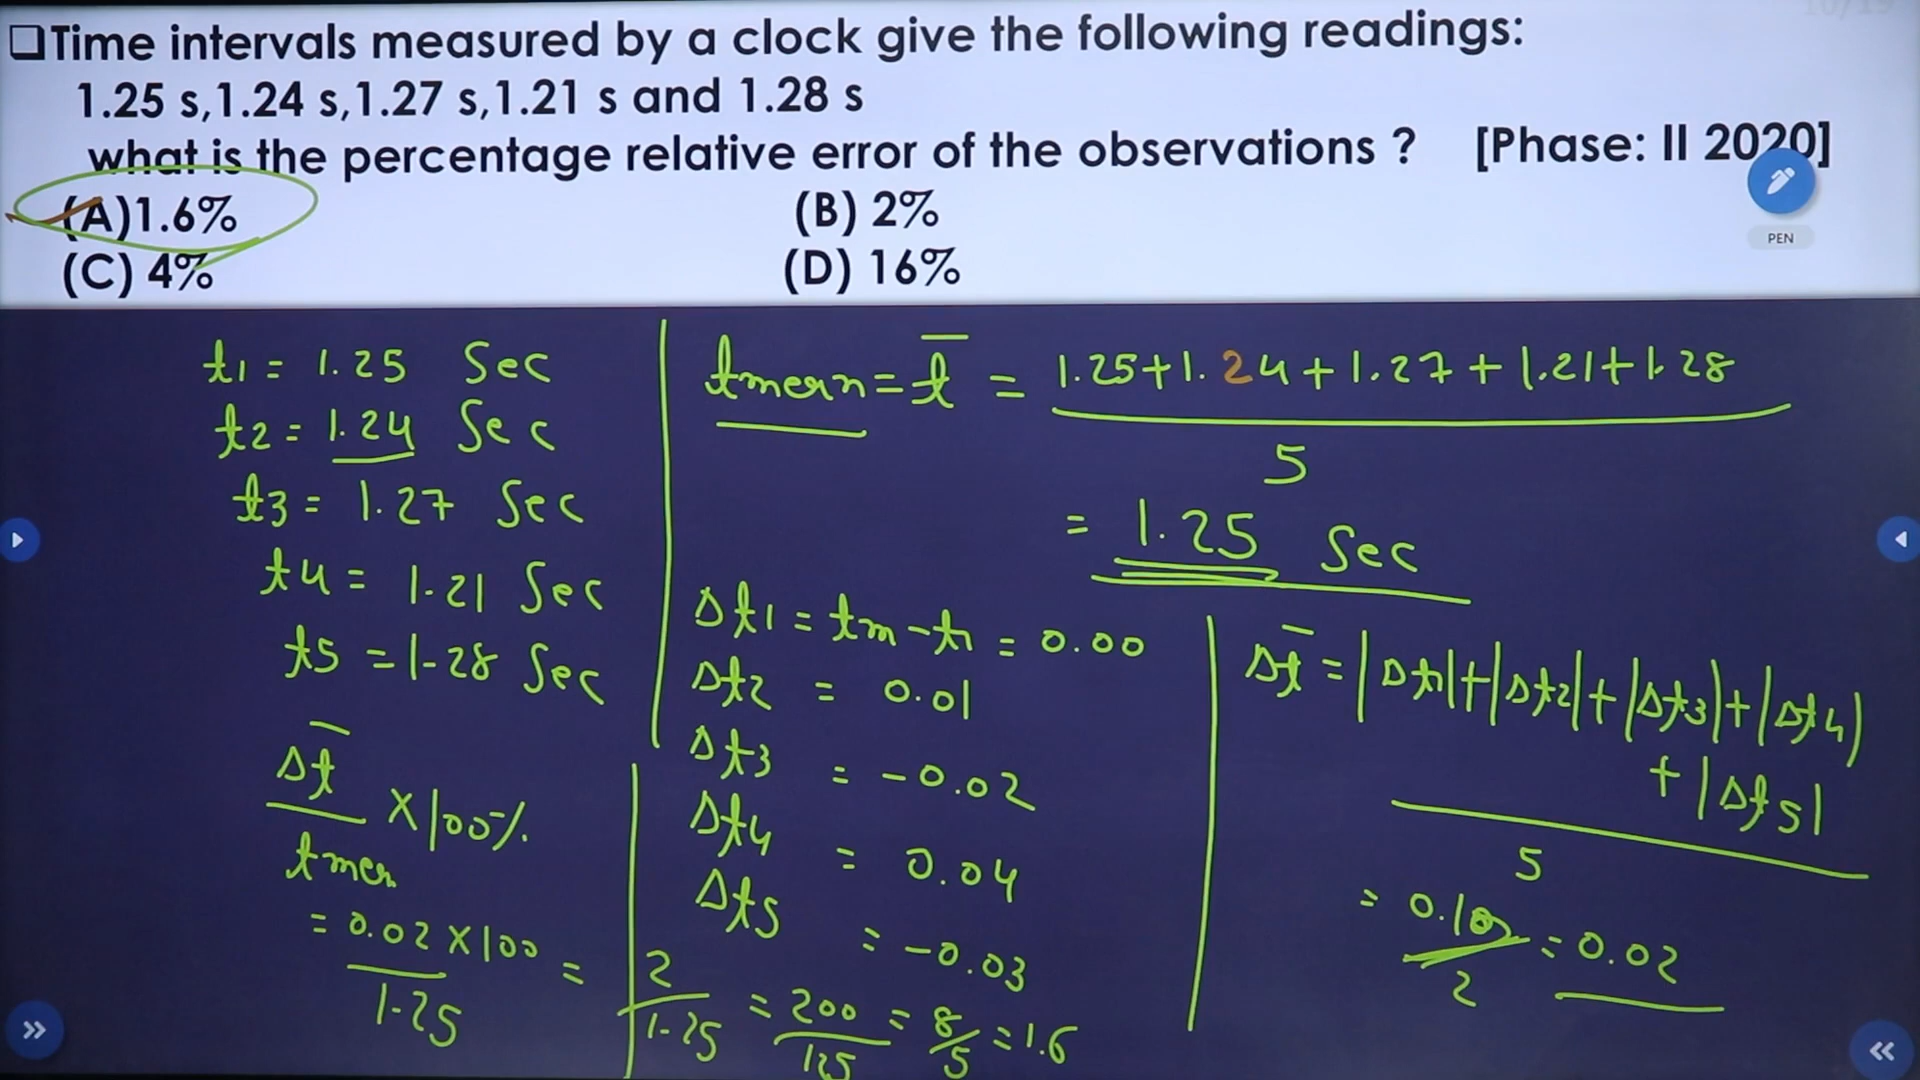 ❑Time intervals measured by a clock give the following readings:
1.25 s,1.24 s,1.27 s,1.21 s and 1.28 s
what is the percentage relative error of the observations ? [Phase: II 2020]
(A)1.6%
(B) 2%
(C) 4%
(D) 16%
PEN
t1 = 1.25 Sec
t2 = 1.24 Sec
t3 = 1.27 Sec
t4 = 1.21 Sec
t5 = 1.28 Sec
tmean = t̅ = 1.25+1.24+1.27+1.21+1.28
5
= 1.25 Sec
Δt1 = tm-t1 = 0.00
Δt2 = 0.01
Δt3 = -0.02
Δt4 = 0.04
Δt5 = -0.03
Δt̅ = |Δt1|+|Δt2|+|Δt3|+|Δt4|
+|Δt5|
5
= 0.10 = 0.02
2
Δt̅ X100%
tmen
= 0.02 X100 = 2 = 200 = 8 = 1.6
1.25 1.25 125 5